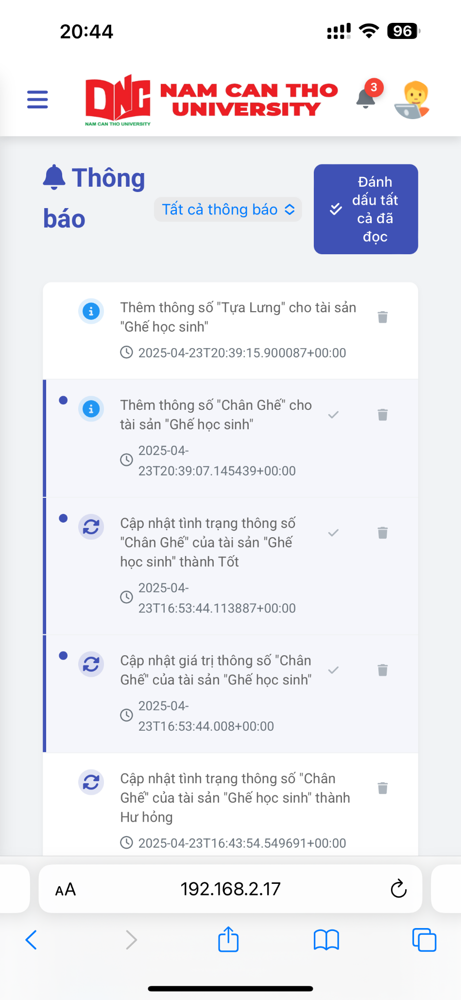 20:44
96
DNC
NAM CAN THO UNIVERSITY
NAM CAN THO
UNIVERSITY
3
Thông
báo
Tất cả thông báo
Đánh
dấu tất
cả đã
đọc
Thêm thông số "Tựa Lưng" cho tài sản
"Ghế học sinh"
2025-04-23T20:39:15.900087+00:00
Thêm thông số "Chân Ghế" cho
tài sản "Ghế học sinh"
2025-04-
23T20:39:07.145439+00:00
Cập nhật tình trạng thông số
"Chân Ghế" của tài sản "Ghế
học sinh" thành Tốt
2025-04-
23T16:53:44.113887+00:00
Cập nhật giá trị thông số "Chân
Ghế" của tài sản "Ghế học sinh"
2025-04-
23T16:53:44.008+00:00
Cập nhật tình trạng thông số "Chân
Ghế" của tài sản "Ghế học sinh" thành
Hư hỏng
2025-04-23T16:43:54.549691+00:00
AA
192.168.2.17